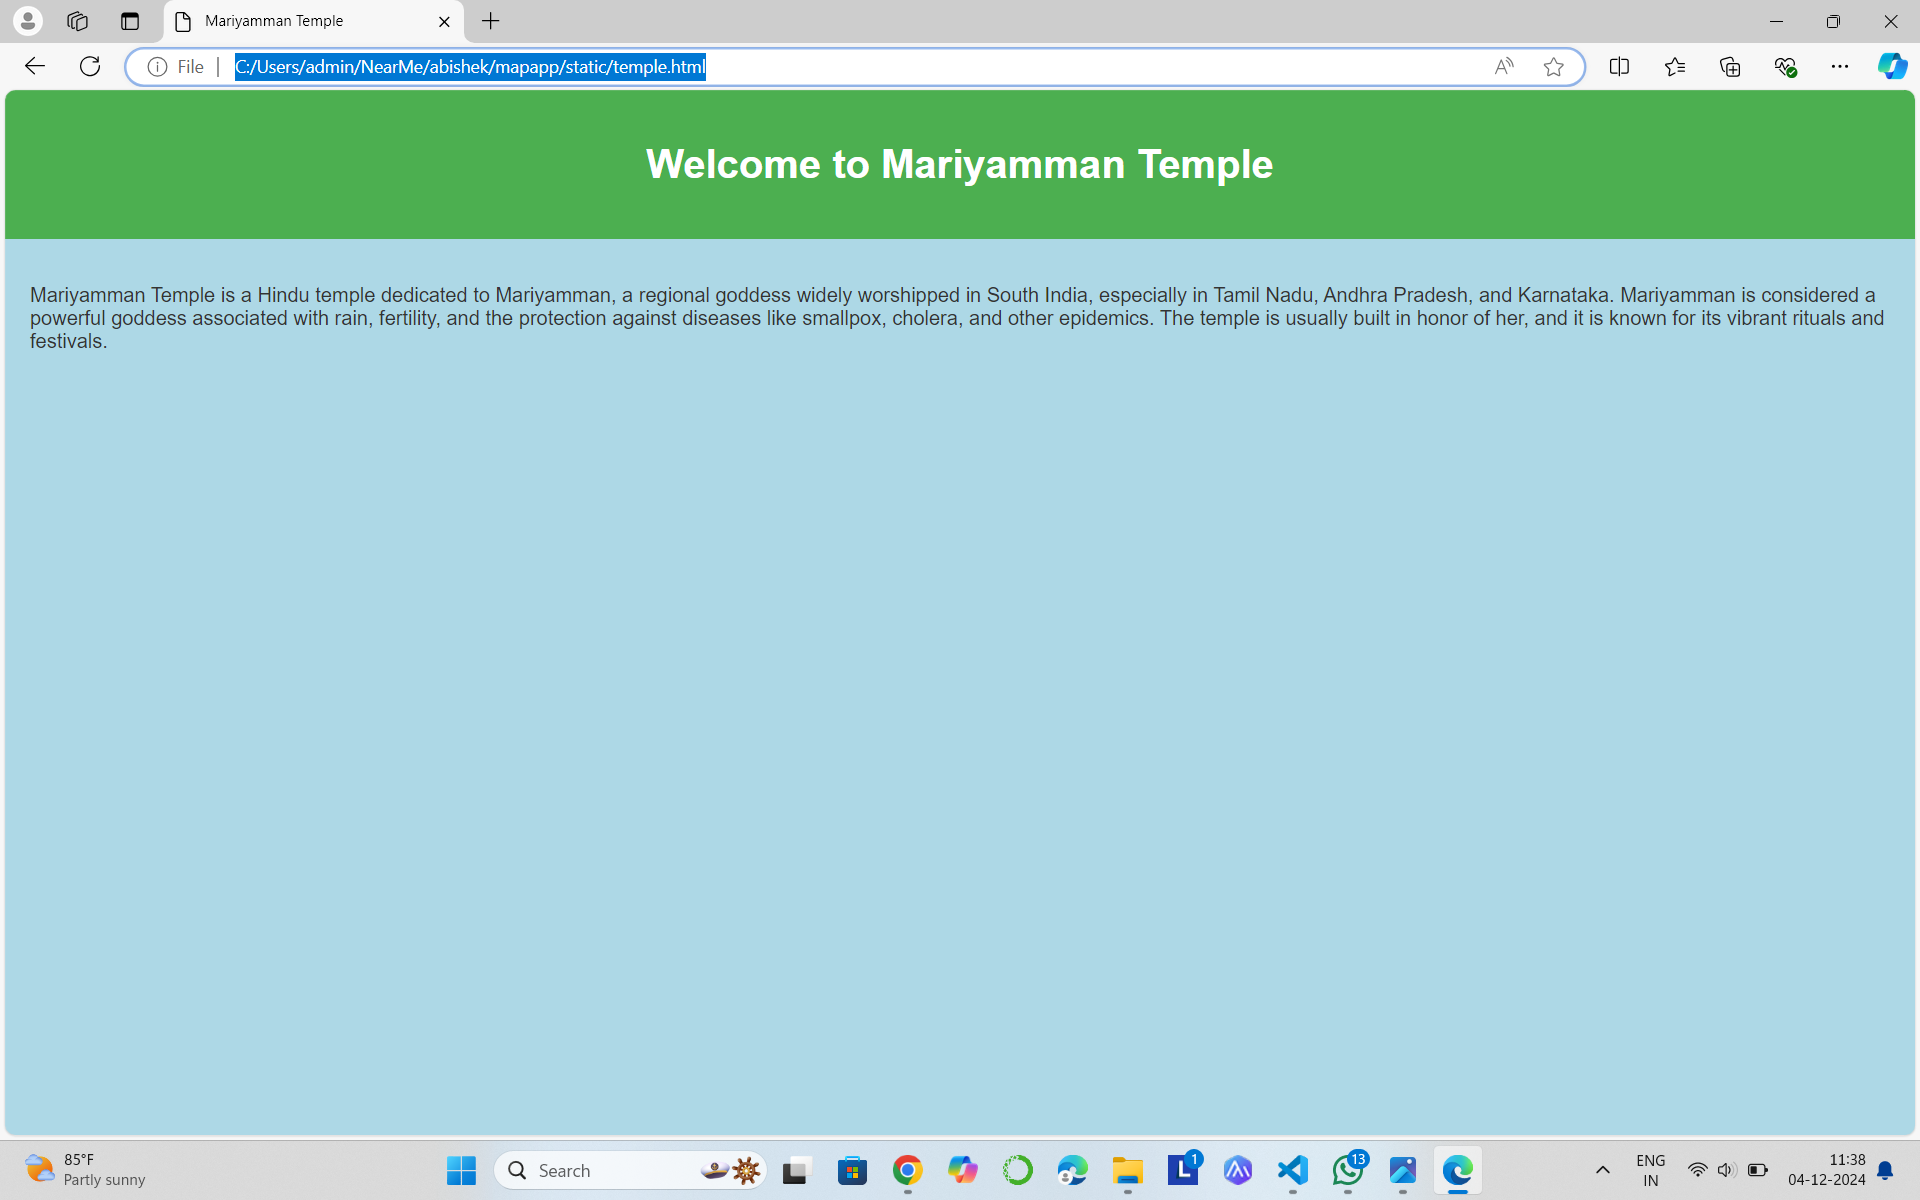 Mariyamman Temple
File
C:/Users/admin/NearMe/abishek/mapapp/static/temple.html
Welcome to Mariyamman Temple
Mariyamman Temple is a Hindu temple dedicated to Mariyamman, a regional goddess widely worshipped in South India, especially in Tamil Nadu, Andhra Pradesh, and Karnataka. Mariyamman is considered a
powerful goddess associated with rain, fertility, and the protection against diseases like smallpox, cholera, and other epidemics. The temple is usually built in honor of her, and it is known for its vibrant rituals and
festivals.
85°F
Partly sunny
Search
1
13
ENG
IN
11:38
04-12-2024